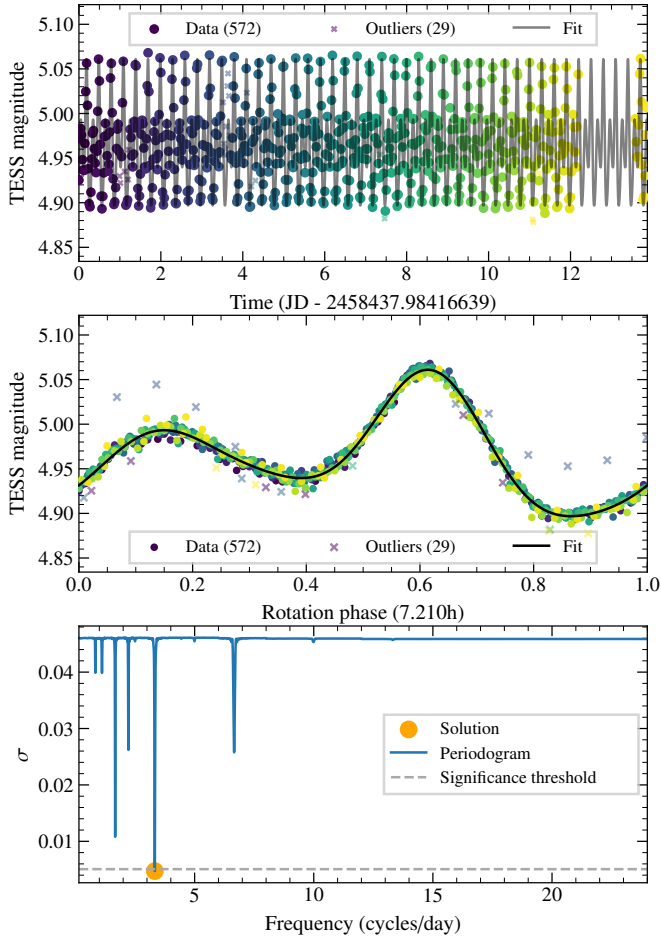 Data (572) Outliers (29) Fit
5.10
5.05
5.00
4.95
4.90
4.85
TESS magnitude
0 2 4 6 8 10 12
Time (JD - 2458437.98416639)
5.10
5.05
5.00
4.95
4.90
4.85
TESS magnitude
Data (572) Outliers (29) Fit
0.0 0.2 0.4 0.6 0.8 1.0
Rotation phase (7.210h)
0.04
0.03
0.02
0.01
σ
Solution
Periodogram
Significance threshold
5 10 15 20
Frequency (cycles/day)